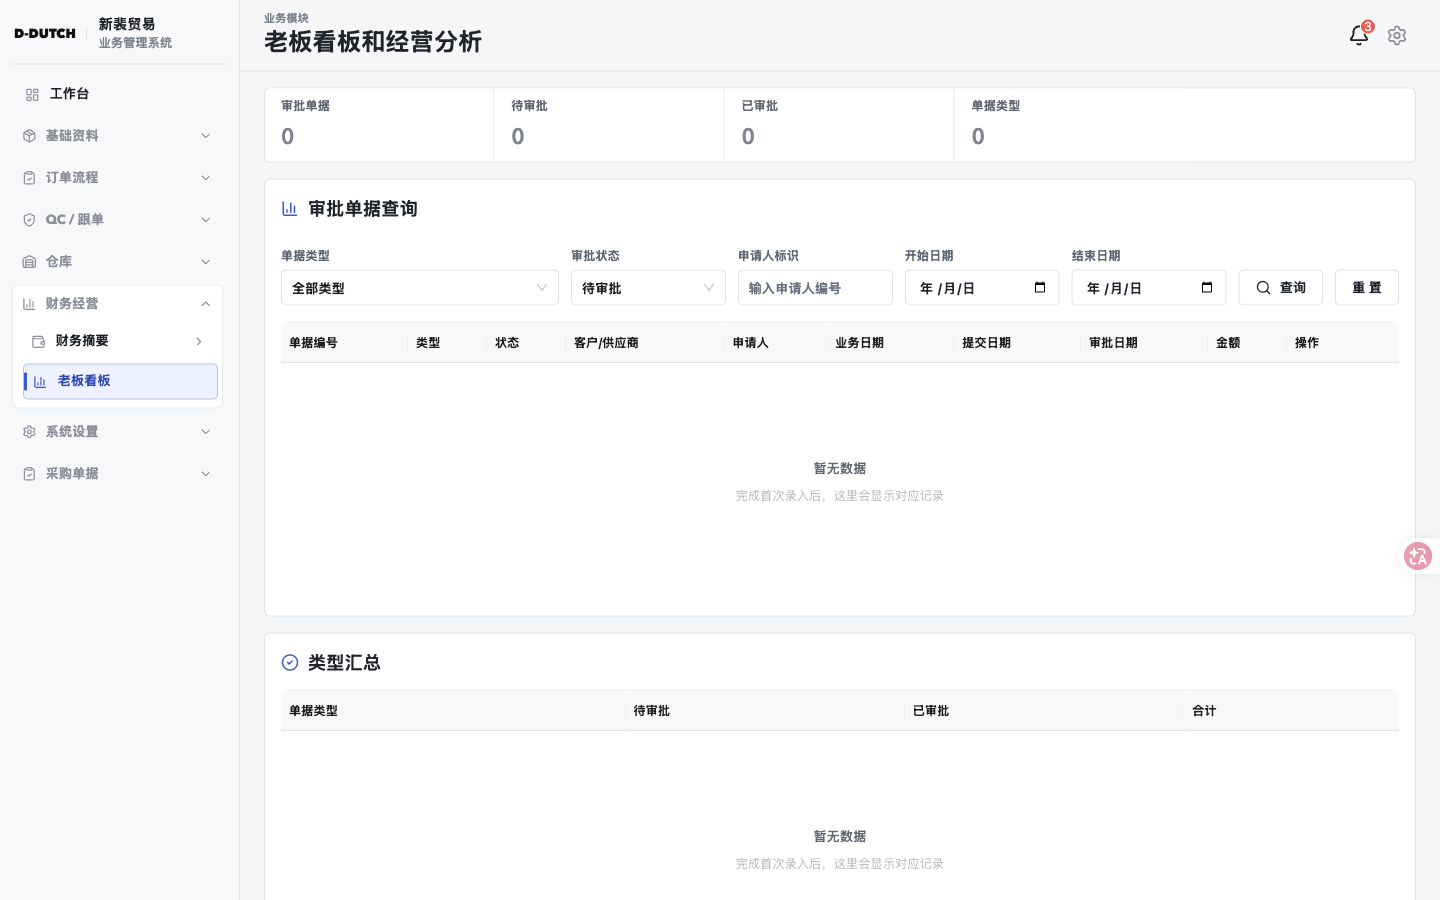 D-DUTCH
新裴贸易
业务管理系统
工作台
基础资料
订单流程
QC / 跟单
仓库
财务经营
财务摘要
老板看板
系统设置
采购单据
业务模块
老板看板和经营分析
3
审批单据
0
待审批
0
已审批
0
单据类型
0
审批单据查询
单据类型
全部类型
审批状态
待审批
申请人标识
输入申请人编号
开始日期
年 /月/日
结束日期
年 /月/日
查询
重 置
单据编号 类型 状态 客户/供应商 申请人 业务日期 提交日期 审批日期 金额 操作
暂无数据
完成首次录入后，这里会显示对应记录
类型汇总
单据类型 待审批 已审批 合计
暂无数据
完成首次录入后，这里会显示对应记录